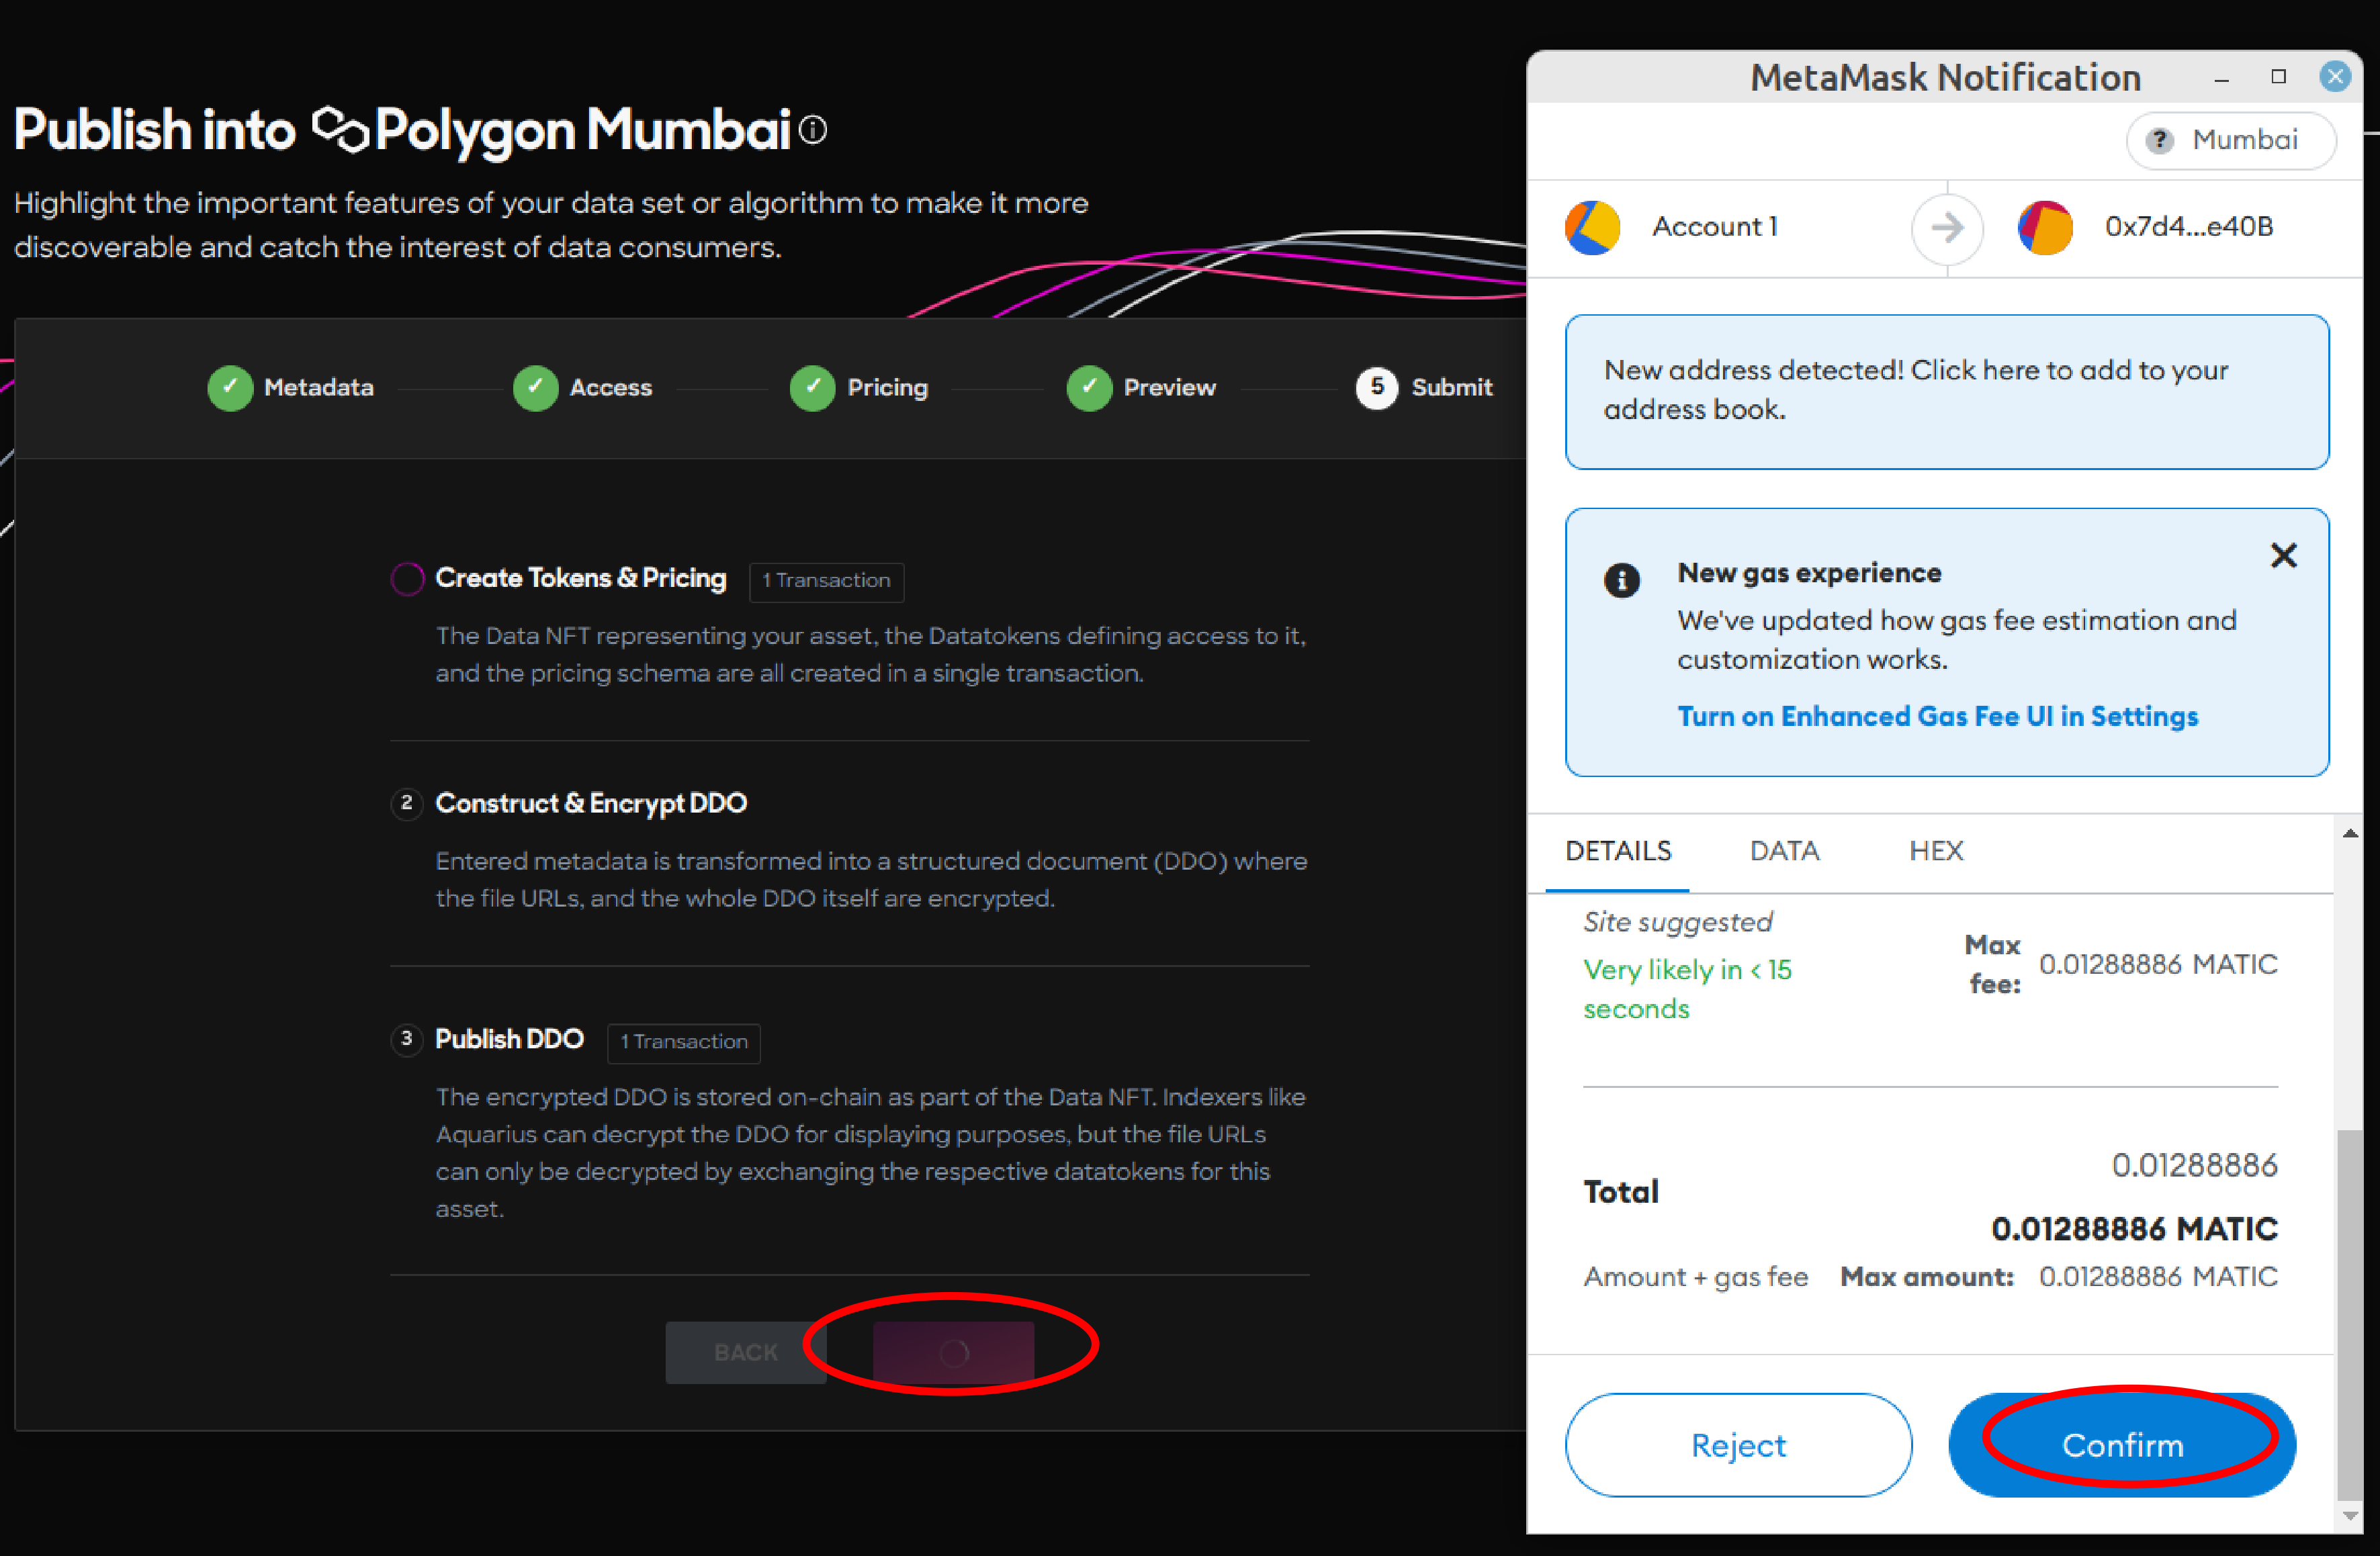 Publish into Polygon Mumbai
Highlight the important features of your data set or algorithm to make it more
discoverable and catch the interest of data consumers.
Metadata
Access
Pricing
Preview
5 Submit
Create Tokens & Pricing 1 Transaction
The Data NFT representing your asset, the Datatokens defining access to it,
and the pricing schema are all created in a single transaction.
2 Construct & Encrypt DDO
Entered metadata is transformed into a structured document (DDO) where
the file URLs, and the whole DDO itself are encrypted.
3 Publish DDO 1 Transaction
The encrypted DDO is stored on-chain as part of the Data NFT. Indexers like
Aquarius can decrypt the DDO for displaying purposes, but the file URLs
can only be decrypted by exchanging the respective datatokens for this
asset.
BACK
MetaMask Notification
? Mumbai
Account 1
0x7d4...e40B
New address detected! Click here to add to your
address book.
New gas experience
We've updated how gas fee estimation and
customization works.
Turn on Enhanced Gas Fee UI in Settings
DETAILS DATA HEX
Site suggested
Very likely in < 15
seconds
Max
fee: 0.01288886 MATIC
Total
0.01288886
0.01288886 MATIC
Amount + gas fee Max amount: 0.01288886 MATIC
Reject
Confirm